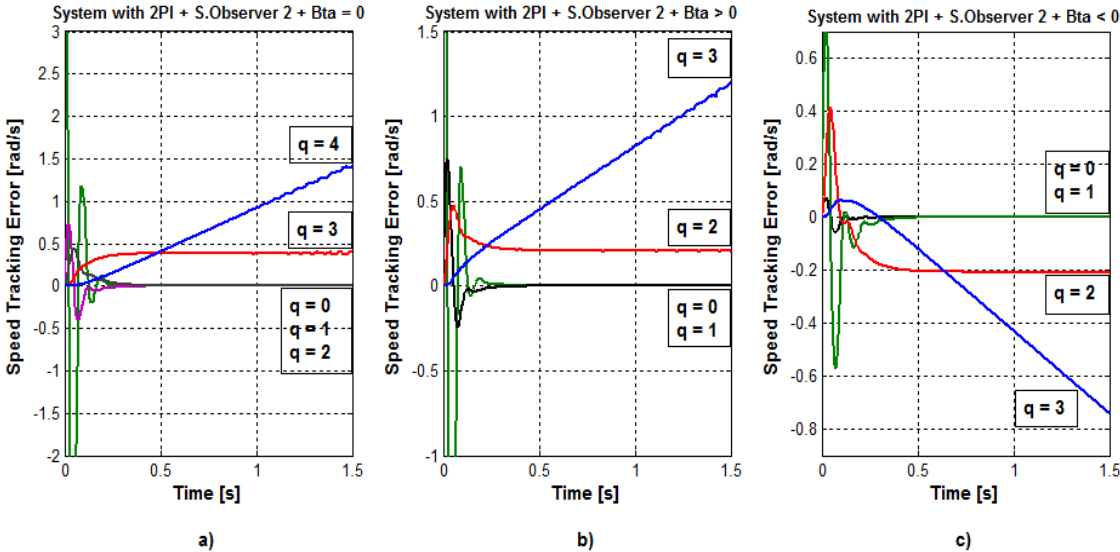 System with 2PI + S.Observer 2 + Bta = 0
Speed Tracking Error [rad/s]
3
2.5
2
1.5
1
0.5
0
-0.5
-1
-1.5
-2
q = 4
q = 3
q = 0
q = 1
q = 2
0
0.5
1
1.5
Time [s]
a)
System with 2PI + S.Observer 2 + Bta > 0
Speed Tracking Error [rad/s]
1.5
1
0.5
0
-0.5
-1
q = 3
q = 2
q = 0
q = 1
0
0.5
1
1.5
Time [s]
b)
System with 2PI + S.Observer 2 + Bta < 0
Speed Tracking Error [rad/s]
0.6
0.4
0.2
0
-0.2
-0.4
-0.6
-0.8
q = 0
q = 1
q = 2
q = 3
0
0.5
1
1.5
Time [s]
c)